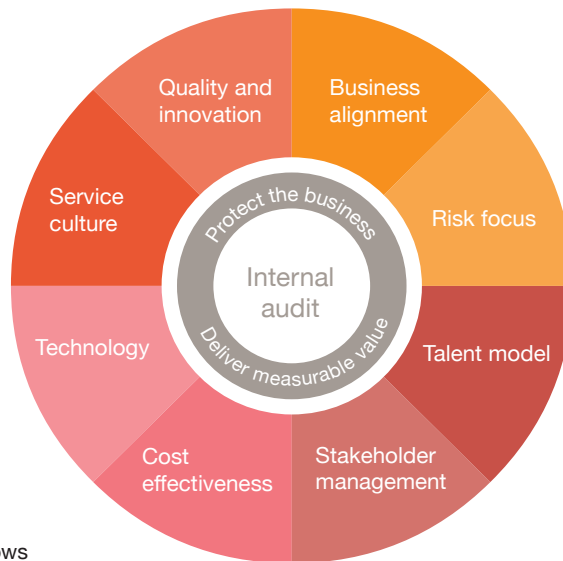 Quality and
innovation
Business
alignment
Service
culture
Risk focus
Protect the business
Internal
audit
Deliver measurable value
Technology
Talent model
Cost
effectiveness
Stakeholder
management